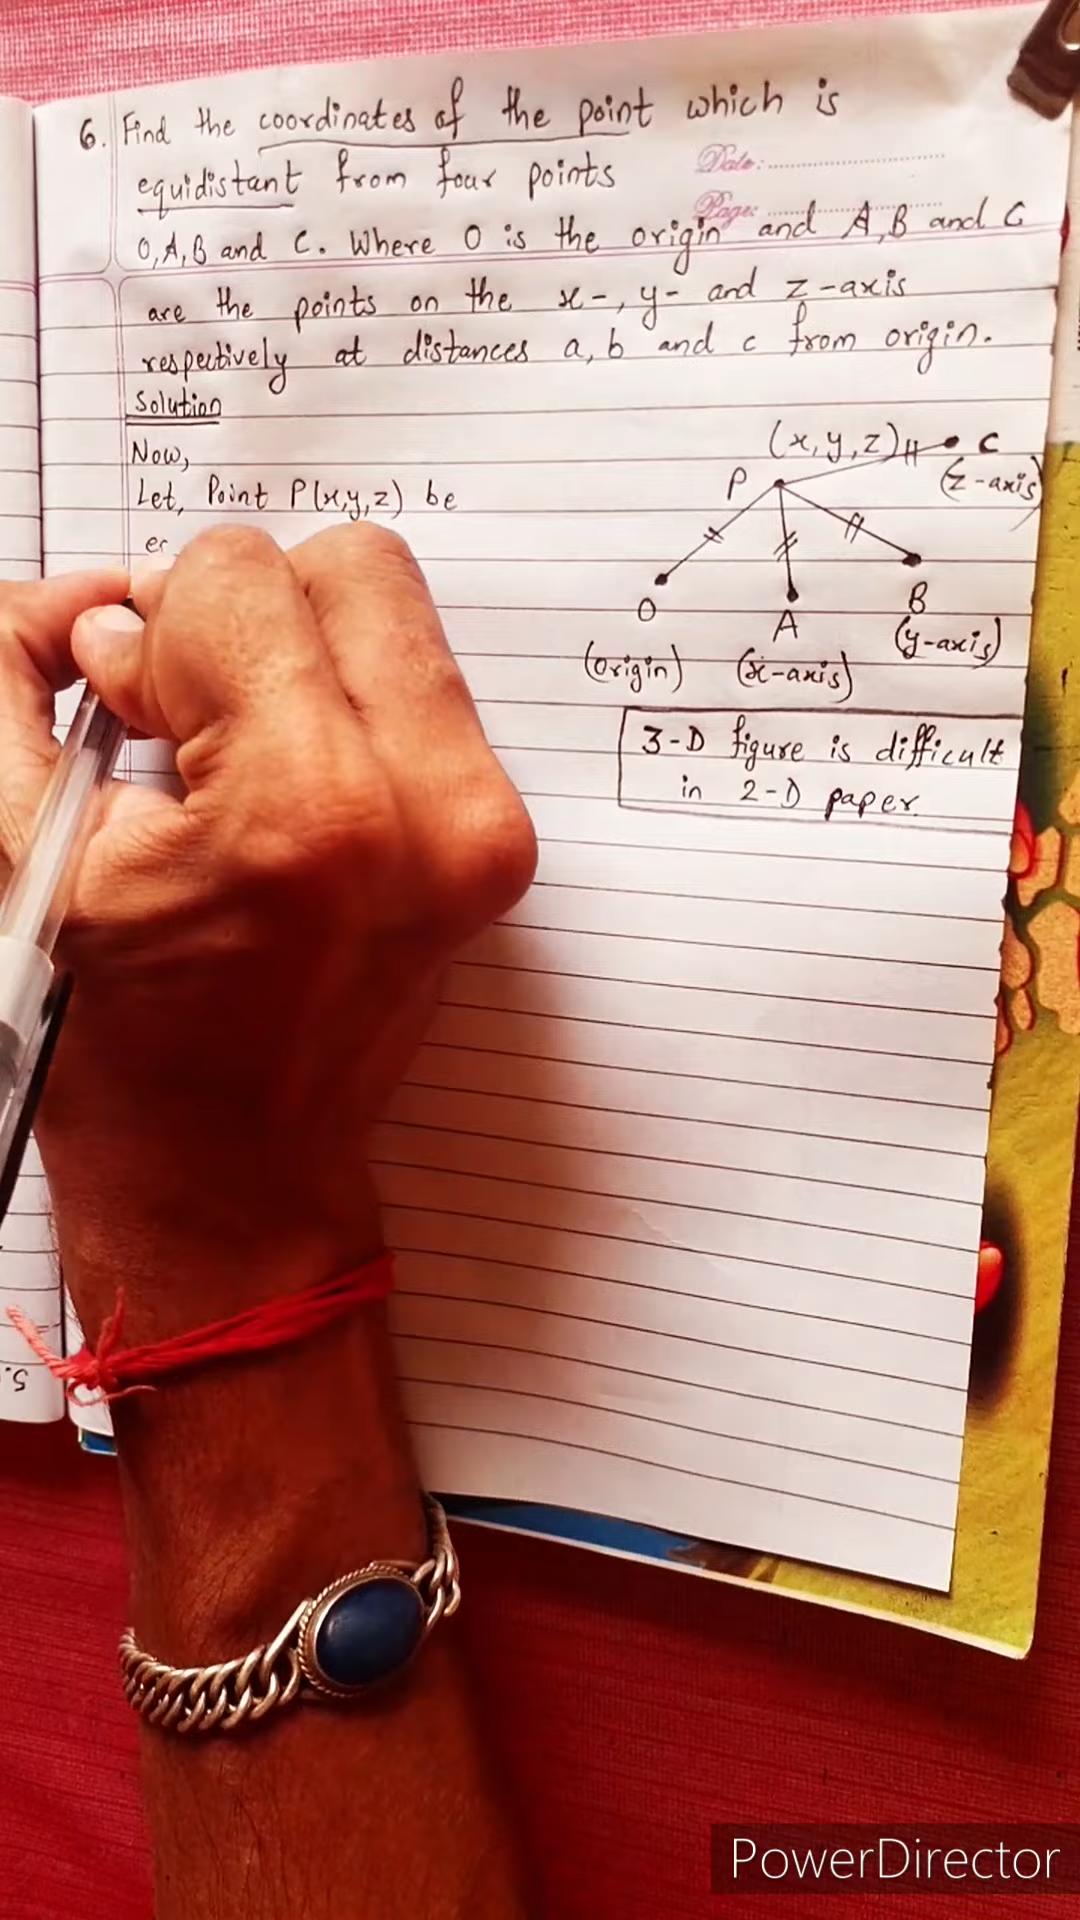 6. Find the coordinates of the point which is
equidistant from four points
Date:
Page:
O, A, B and C. Where O is the origin and A, B and C
are the points on the x-, y- and z-axis
respectively at distances a, b and c from origin.
Solution
Now,
Let, Point P(x,y,z) be
(x, y, z)
C
(z-axis)
P
O
A
B
(origin)
(x-axis)
(y-axis)
3-D figure is difficult
in 2-D paper.
5.
PowerDirector